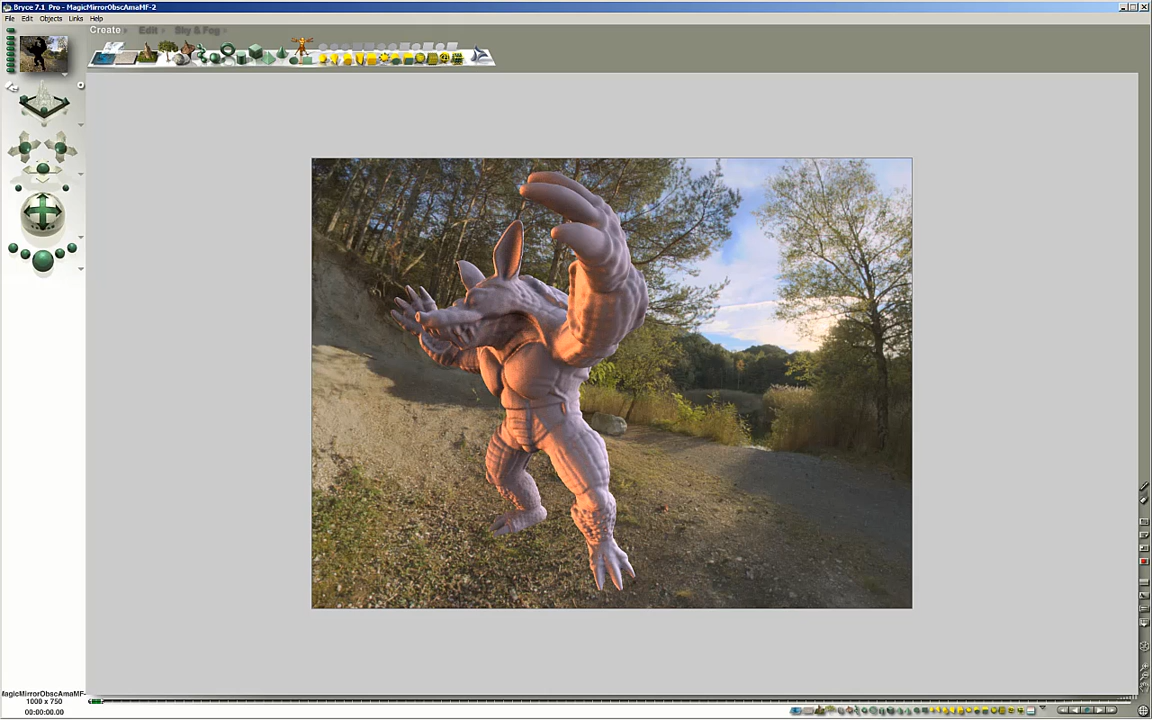 Bryce 7.1 Pro - MagicMirrorObscAmaMF-2
File Edit Objects Links Help
Create Edit Sky & Fog
MagicMirrorObscAmaMF-
1000 x 750
00:00:00.00